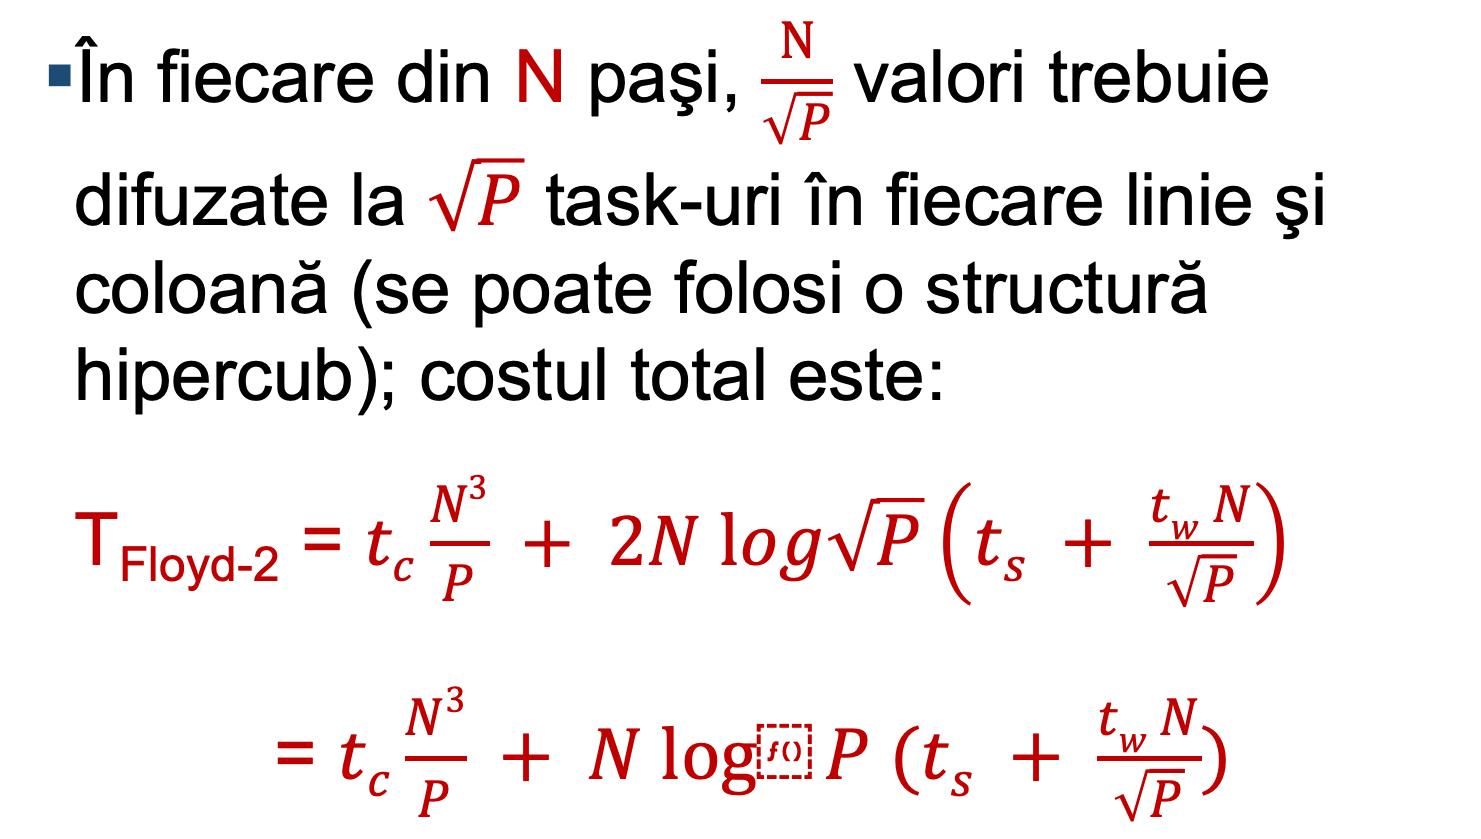 ▪În fiecare din N paşi, N/√P valori trebuie
difuzate la √P task-uri în fiecare linie şi
coloană (se poate folosi o structură
hipercub); costul total este:
T_Floyd-2 = t_c N³/P + 2N log√P (t_s + t_w N/√P)
= t_c N³/P + N log f() P (t_s + t_w N/√P)